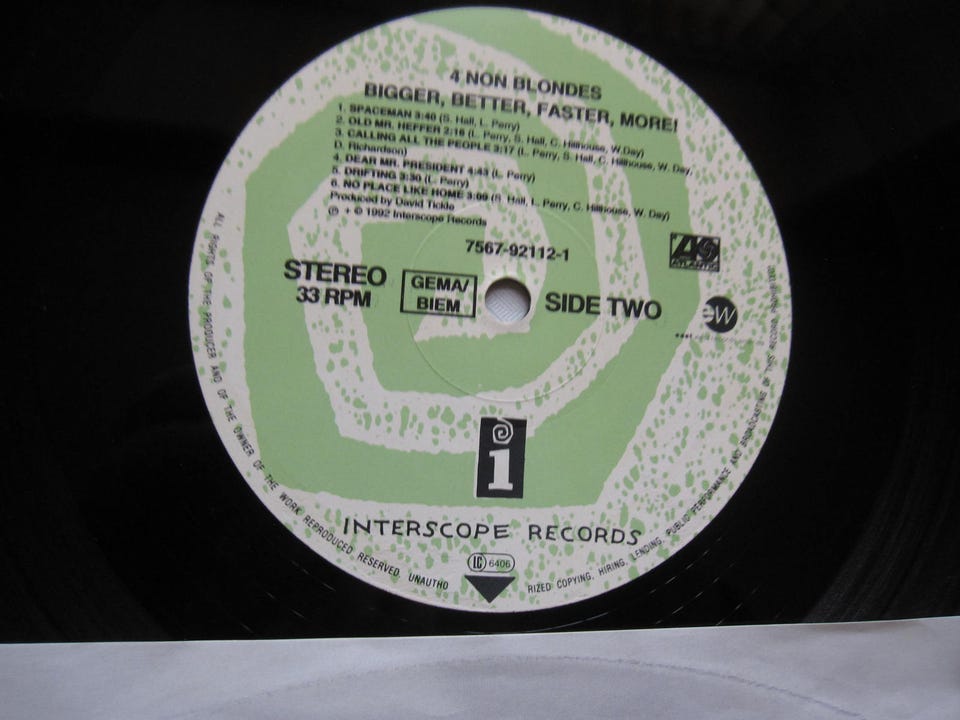 4 NON BLONDES
BIGGER, BETTER, FASTER, MORE!
1. SPACEMAN 3:40 (S. Hall, L. Perry)
2. OLD MR. HEFFER 2:16 (L. Perry, S. Hall, C. Hillhouse, W.Day)
3. CALLING ALL THE PEOPLE 3:17 (L. Perry, S. Hall, C. Hillhouse, W. Day,
D. Richardson)
4. DEAR MR. PRESIDENT 4:43 (L. Perry)
5. DRIFTING 3:30 (L. Perry)
6. NO PLACE LIKE HOME 3:09 (S. Hall, L. Perry, C. Hillhouse, W. Day)
Produced by David Tickle
℗ + © 1992 Interscope Records
7567-92112-1
ATLANTIC
STEREO
33 RPM
GEMA/
BIEM
SIDE TWO
ew
i
INTERSCOPE RECORDS
LC 6406
ALL RIGHTS OF THE PRODUCER AND OF THE OWNER OF THE WORK REPRODUCED RESERVED UNAUTHO
RIZED COPYING, HIRING, LENDING, PUBLIC PERFORMANCE AND BROADCASTING OF THIS RECORD PROHIBITED